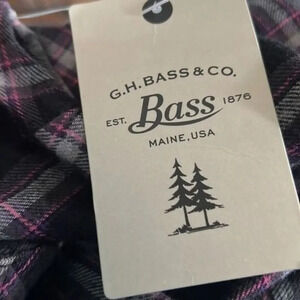 G.H. BASS & CO.
EST. Bass 1876
MAINE, USA